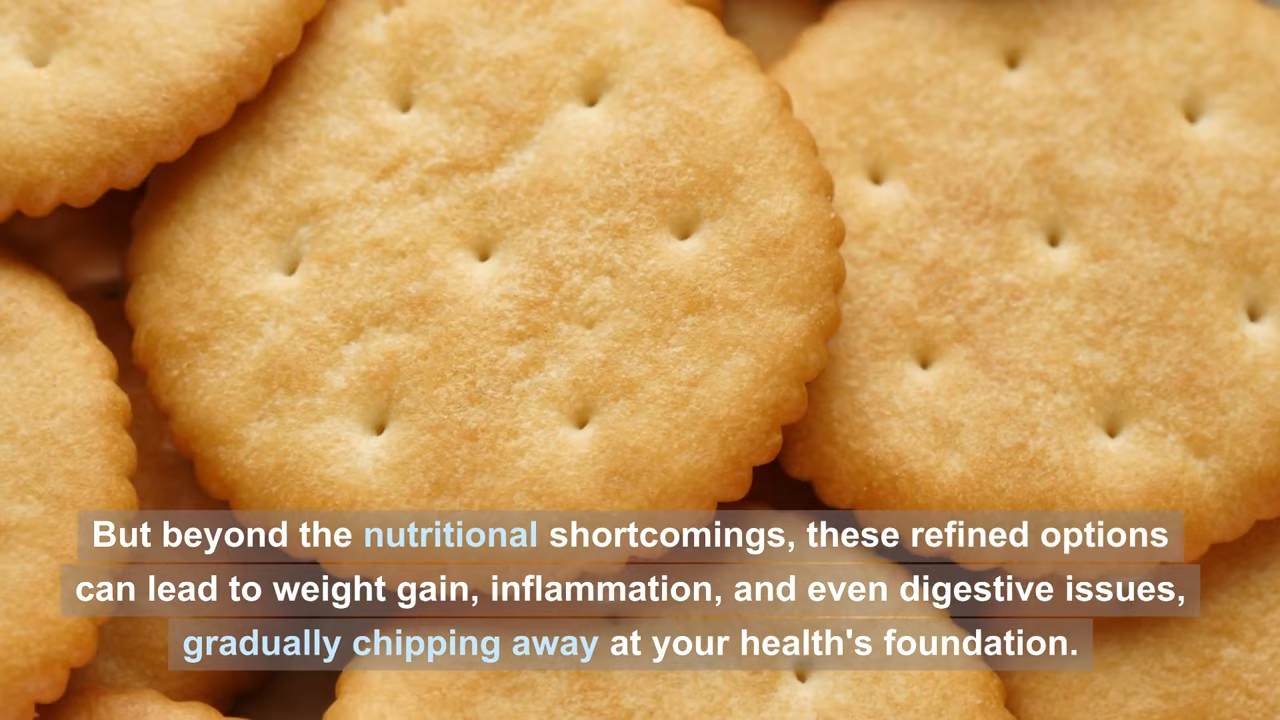 But beyond the nutritional shortcomings, these refined options
can lead to weight gain, inflammation, and even digestive issues,
gradually chipping away at your health's foundation.